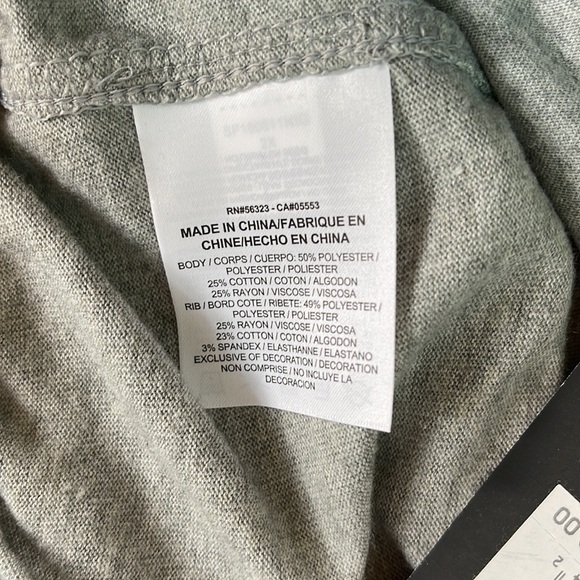 RN#56323 - CA#05553
MADE IN CHINA/FABRIQUE EN
CHINE/HECHO EN CHINA
BODY / CORPS / CUERPO: 50% POLYESTER /
POLYESTER / POLIESTER
25% COTTON / COTON / ALGODON
25% RAYON / VISCOSE / VISCOSA
RIB / BORD COTE / RIBETE: 49% POLYESTER /
POLYESTER / POLIESTER
25% RAYON / VISCOSE / VISCOSA
23% COTTON / COTON / ALGODON
3% SPANDEX / ELASTHANNE / ELASTANO
EXCLUSIVE OF DECORATION / DECORATION
NON COMPRISE / NO INCLUYE LA
DECORACION